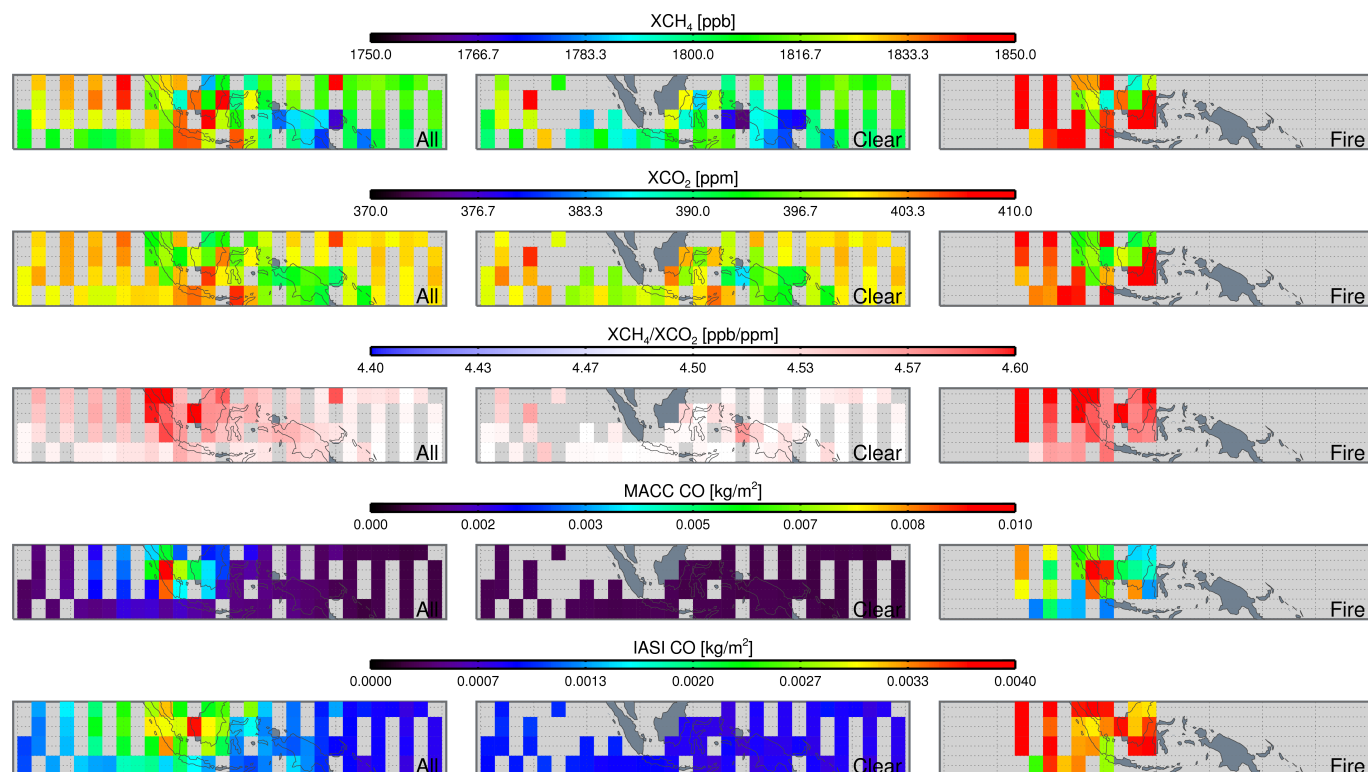 XCH₄ [ppb]
1750.0 1766.7 1783.3 1800.0 1816.7 1833.3 1850.0
All Clear Fire
XCO₂ [ppm]
370.0 376.7 383.3 390.0 396.7 403.3 410.0
All Clear Fire
XCH₄/XCO₂ [ppb/ppm]
4.40 4.43 4.47 4.50 4.53 4.57 4.60
All Clear Fire
MACC CO [kg/m²]
0.000 0.002 0.003 0.005 0.007 0.008 0.010
All Clear Fire
IASI CO [kg/m²]
0.0000 0.0007 0.0013 0.0020 0.0027 0.0033 0.0040
All Clear Fire